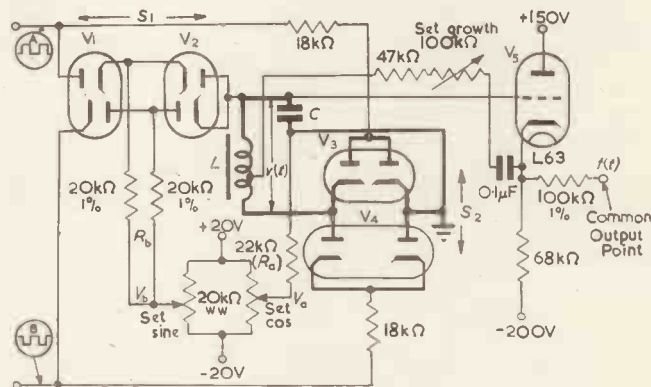 S1
A
V1
V2
18kΩ
Set growth
100kΩ
47kΩ
+150V
V5
C
L
v(t)
V3
L63
f(t)
0·1μF
20kΩ
1%
20kΩ
1%
S2
V4
100kΩ
1%
Common
Output
Point
Rb
+20V
22kΩ
(Ra)
68kΩ
Vb
20kΩ
WW
Va
Set
sine
Set
cos
18kΩ
-200V
B
-20V